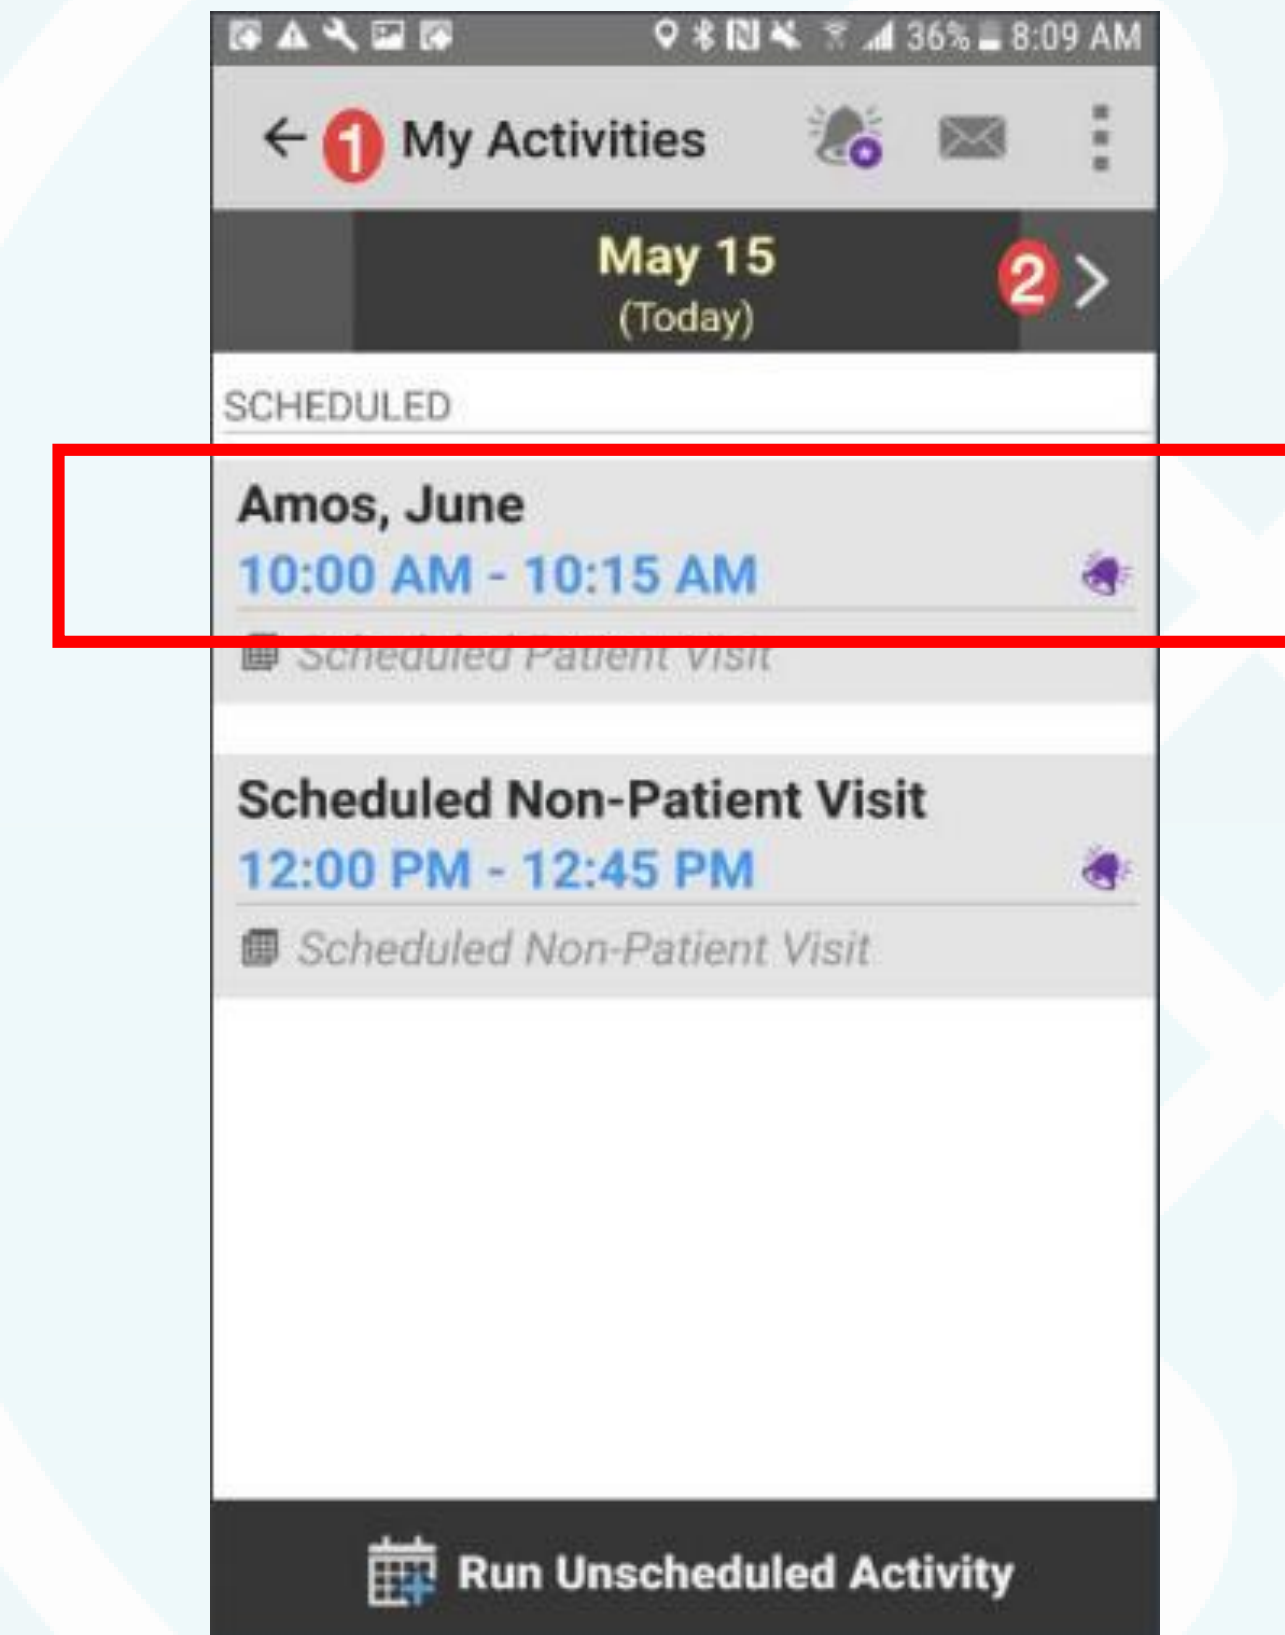 36% 8:09 AM
1 My Activities
May 15
(Today)
2
SCHEDULED
Amos, June
10:00 AM - 10:15 AM
Scheduled Patient Visit
Scheduled Non-Patient Visit
12:00 PM - 12:45 PM
Scheduled Non-Patient Visit
Run Unscheduled Activity